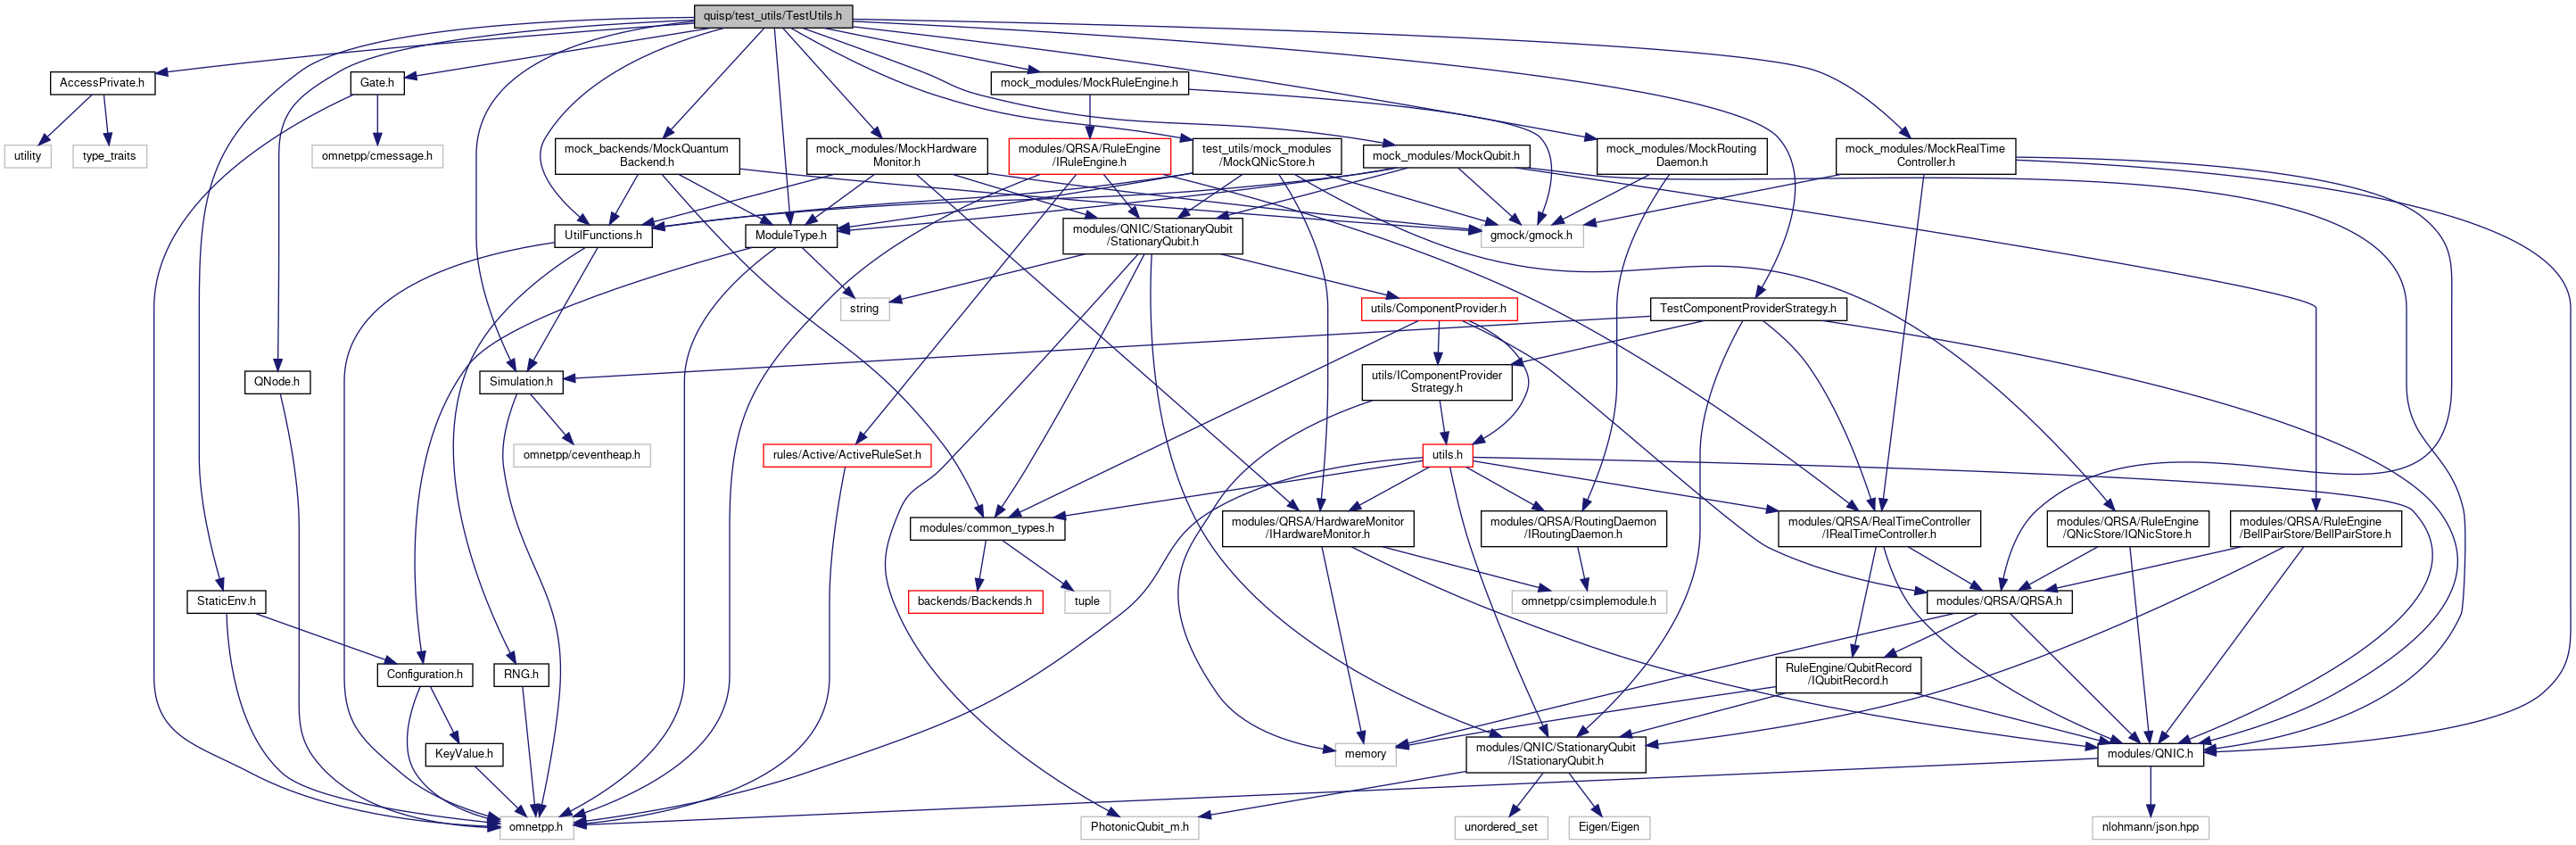 quisp/test_utils/TestUtils.h
AccessPrivate.h
Gate.h
mock_modules/MockRuleEngine.h
utility
type_traits
omnetpp/cmessage.h
mock_backends/MockQuantum
Backend.h
mock_modules/MockHardware
Monitor.h
modules/QRSA/RuleEngine
/IRuleEngine.h
test_utils/mock_modules
/MockQNicStore.h
mock_modules/MockQubit.h
mock_modules/MockRouting
Daemon.h
mock_modules/MockRealTime
Controller.h
UtilFunctions.h
ModuleType.h
modules/QNIC/StationaryQubit
/StationaryQubit.h
gmock/gmock.h
string
utils/ComponentProvider.h
TestComponentProviderStrategy.h
QNode.h
Simulation.h
utils/IComponentProvider
Strategy.h
omnetpp/ceventheap.h
rules/Active/ActiveRuleSet.h
utils.h
modules/common_types.h
modules/QRSA/HardwareMonitor
/IHardwareMonitor.h
modules/QRSA/RoutingDaemon
/IRoutingDaemon.h
modules/QRSA/RealTimeController
/IRealTimeController.h
modules/QRSA/RuleEngine
/QNicStore/IQNicStore.h
modules/QRSA/RuleEngine
/BellPairStore/BellPairStore.h
StaticEnv.h
backends/Backends.h
tuple
omnetpp/csimplemodule.h
modules/QRSA/QRSA.h
Configuration.h
RNG.h
RuleEngine/QubitRecord
/IQubitRecord.h
KeyValue.h
memory
modules/QNIC/StationaryQubit
/IStationaryQubit.h
modules/QNIC.h
omnetpp.h
PhotonicQubit_m.h
unordered_set
Eigen/Eigen
nlohmann/json.hpp